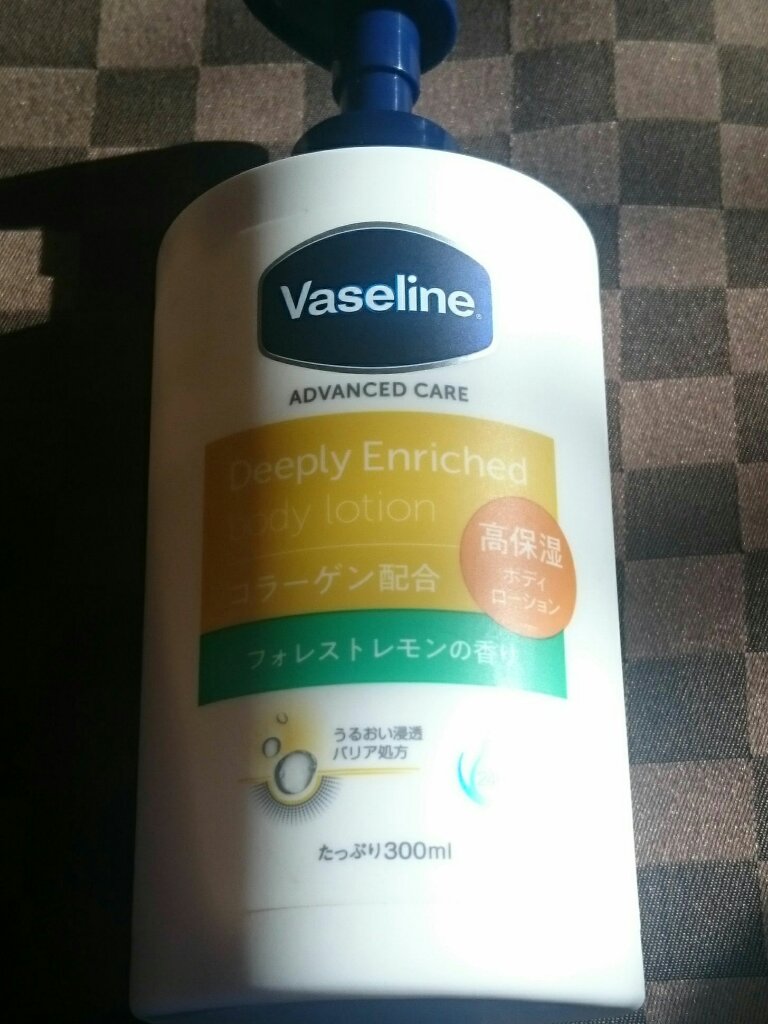 Vaseline
ADVANCED CARE
Deeply Enriched
body lotion
コラーゲン配合
高保湿
ボディ
ローション
フォレストレモンの香り
うるおい浸透
バリア処方
24
たっぷり300ml